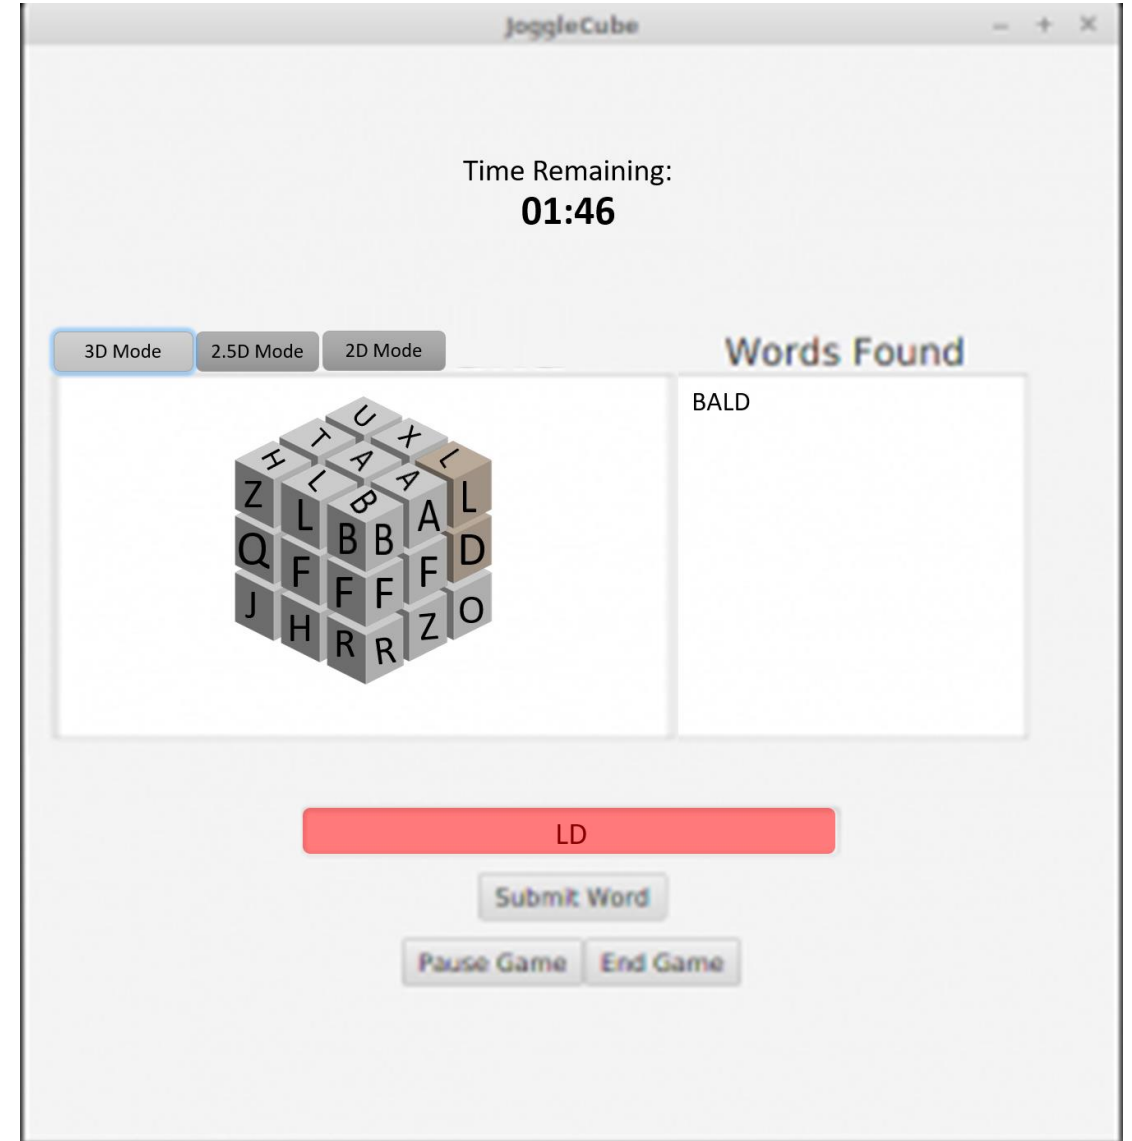 JoggleCube
Time Remaining:
01:46
3D Mode 2.5D Mode 2D Mode
Words Found
BALD
U
T X
H A L
L A
B
Z L B B A L
Q F F F F D
J H R R Z O
LD
Submit Word
Pause Game End Game